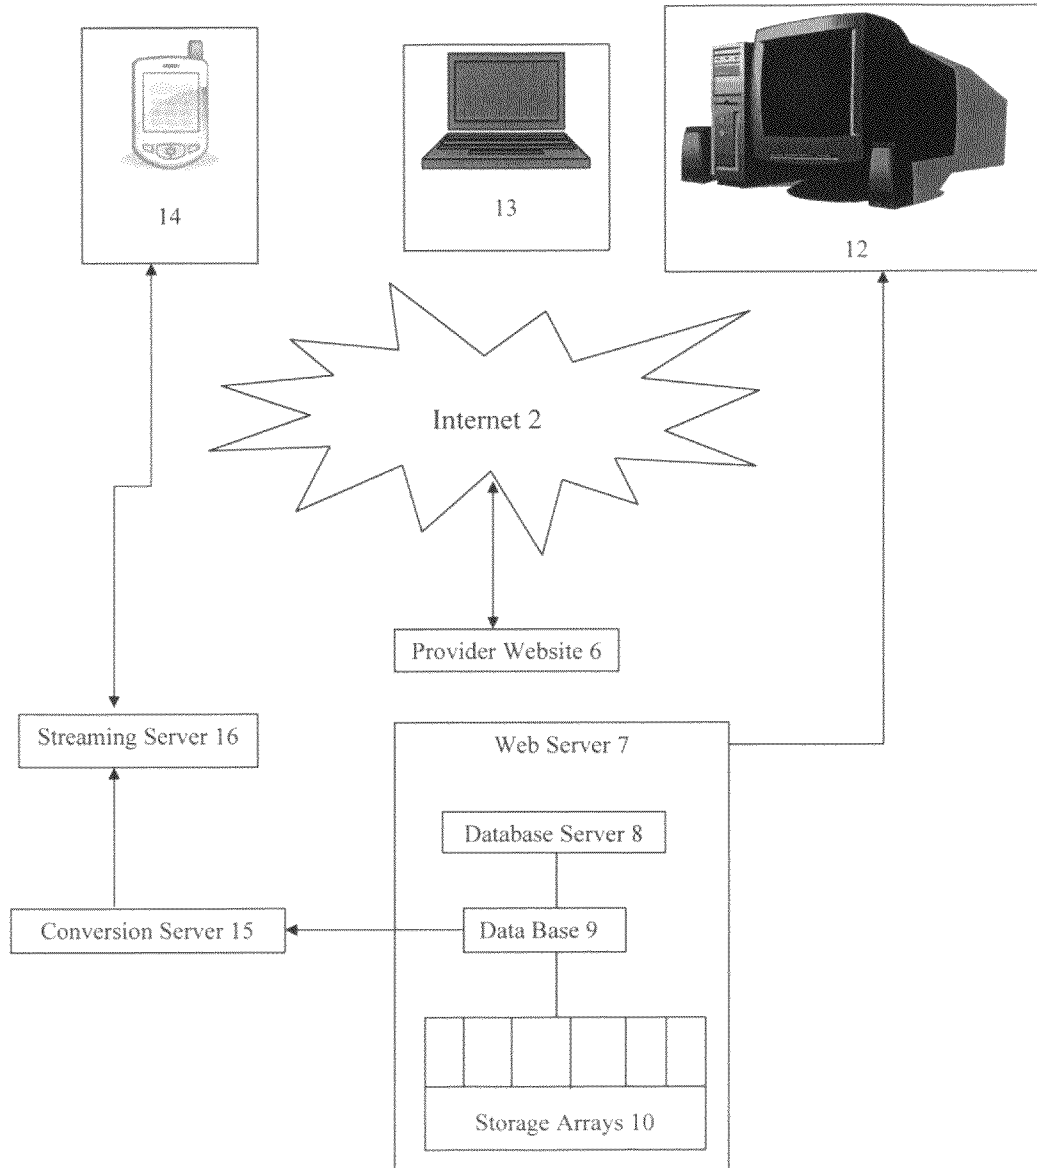 14
13
12
Internet 2
Provider Website 6
Streaming Server 16
Web Server 7
Database Server 8
Conversion Server 15
Data Base 9
Storage Arrays 10